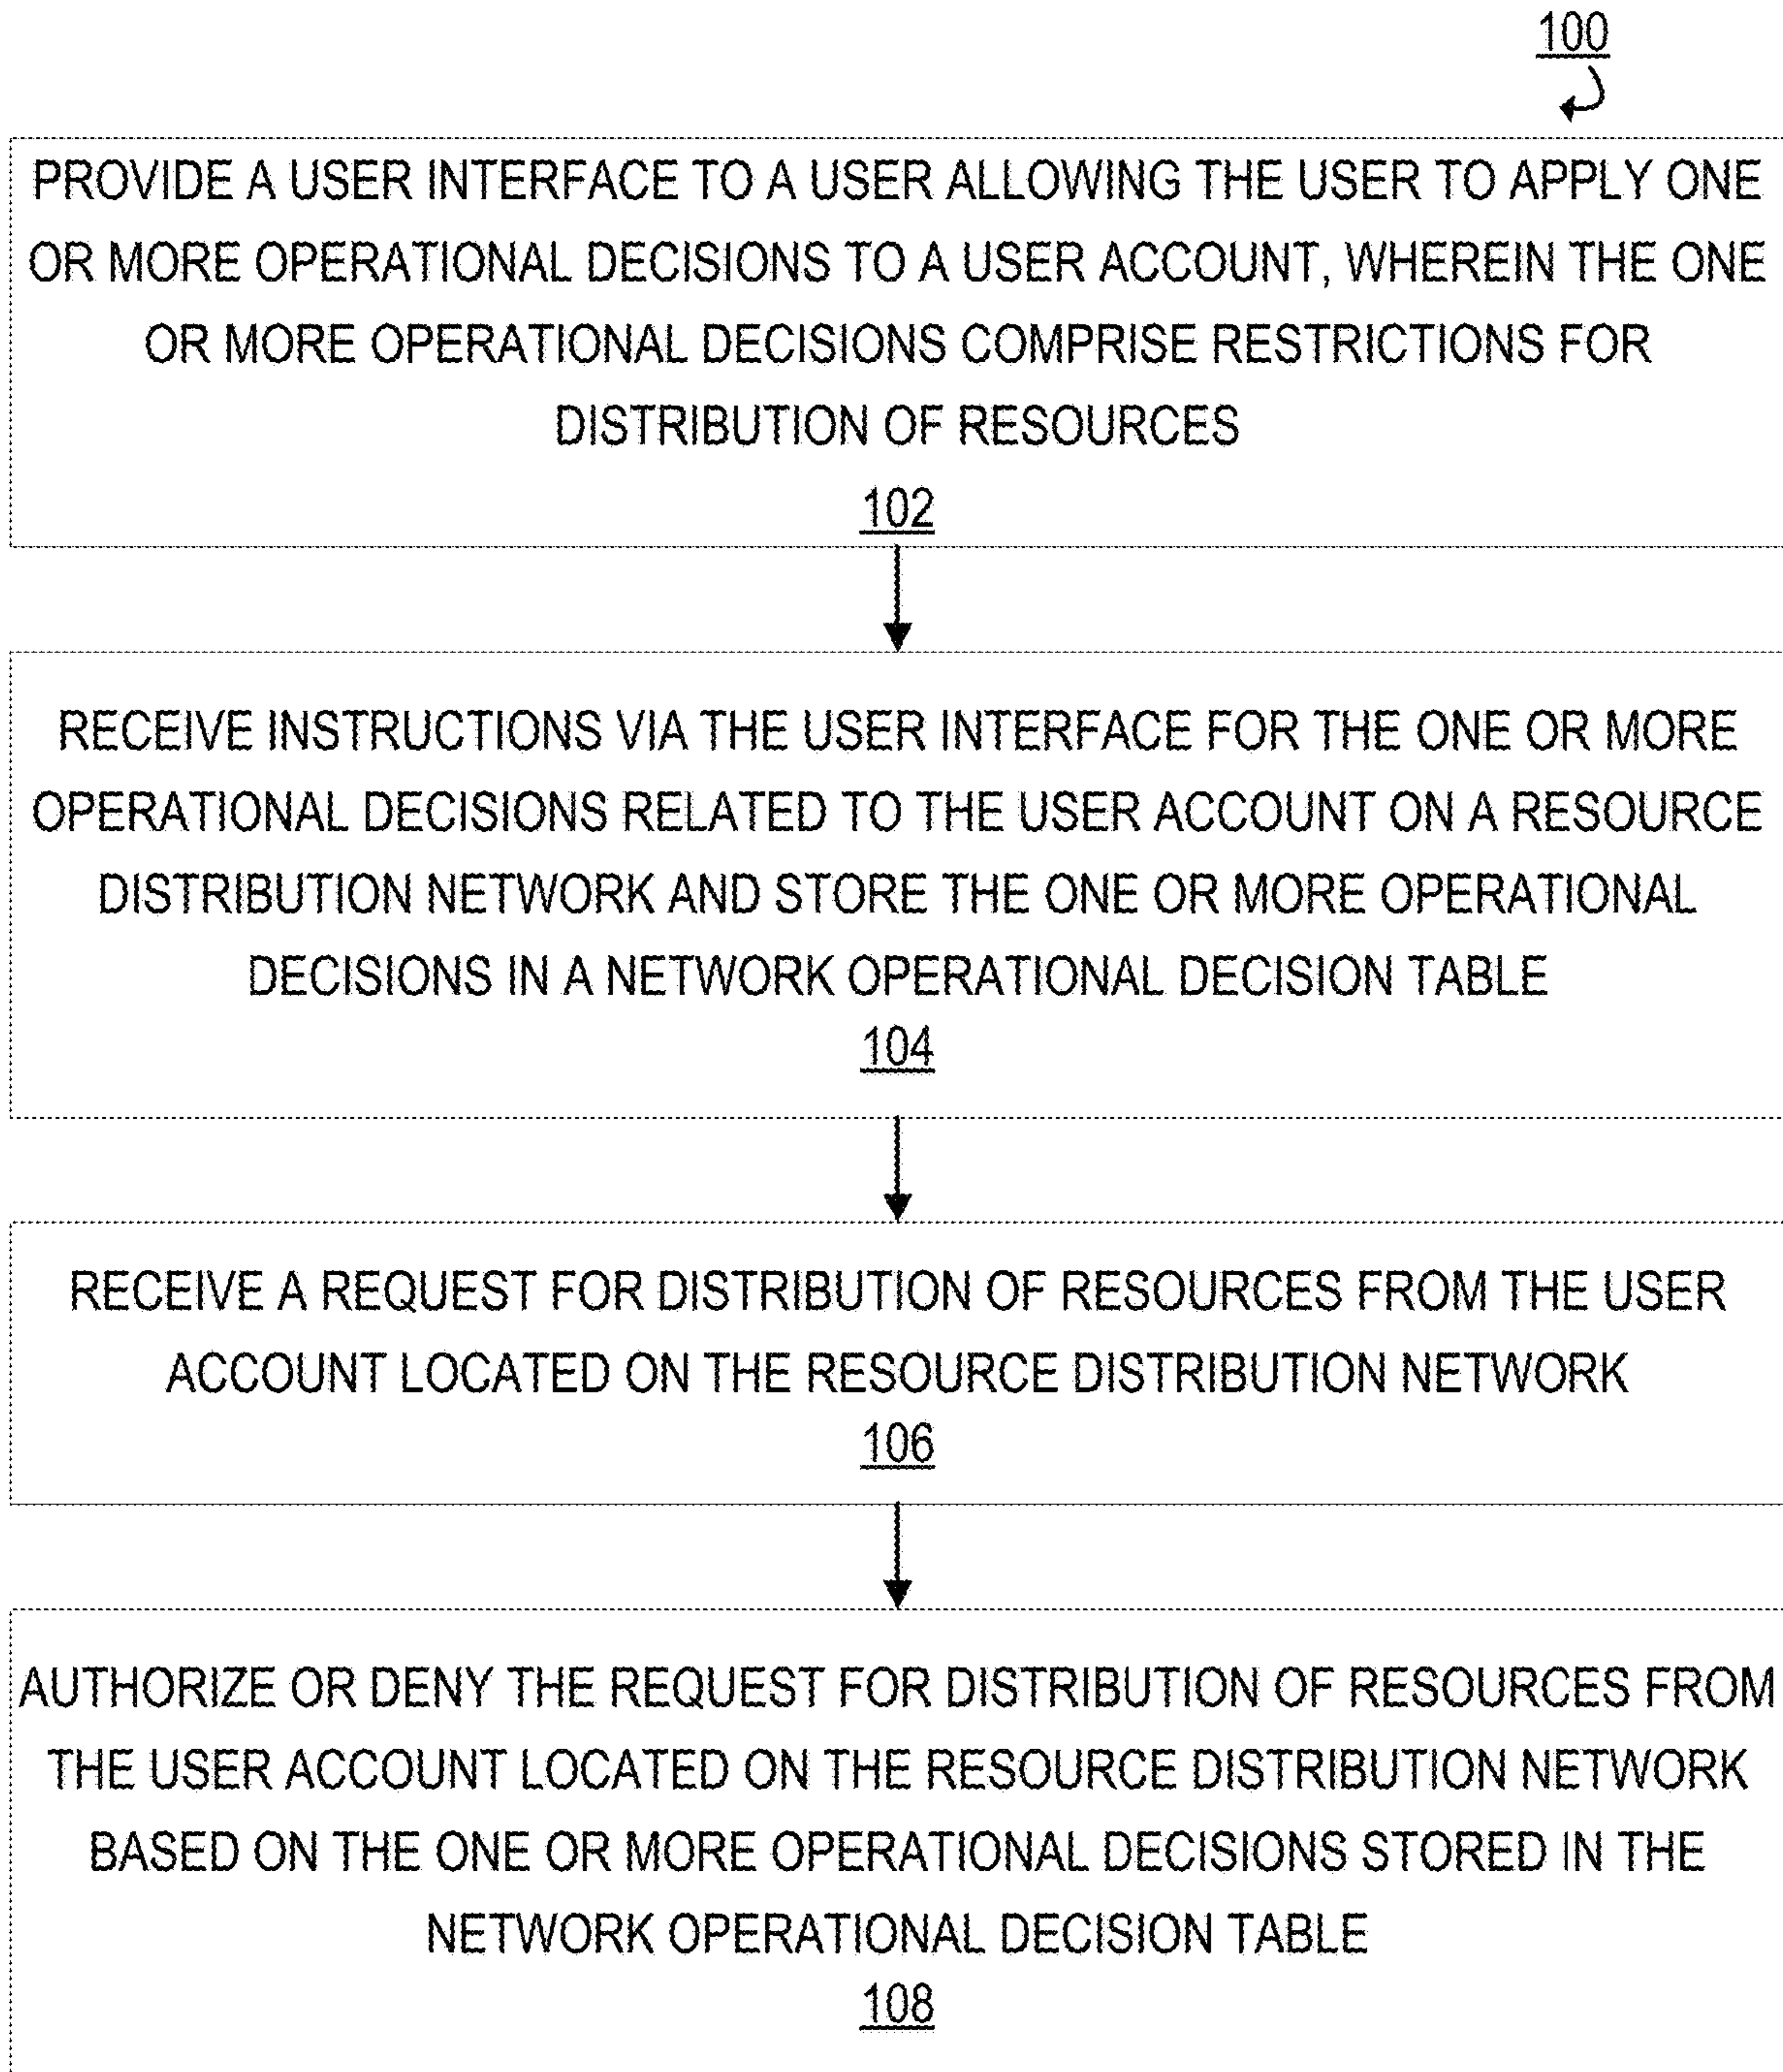 100
PROVIDE A USER INTERFACE TO A USER ALLOWING THE USER TO APPLY ONE
OR MORE OPERATIONAL DECISIONS TO A USER ACCOUNT, WHEREIN THE ONE
OR MORE OPERATIONAL DECISIONS COMPRISE RESTRICTIONS FOR
DISTRIBUTION OF RESOURCES
102
RECEIVE INSTRUCTIONS VIA THE USER INTERFACE FOR THE ONE OR MORE
OPERATIONAL DECISIONS RELATED TO THE USER ACCOUNT ON A RESOURCE
DISTRIBUTION NETWORK AND STORE THE ONE OR MORE OPERATIONAL
DECISIONS IN A NETWORK OPERATIONAL DECISION TABLE
104
RECEIVE A REQUEST FOR DISTRIBUTION OF RESOURCES FROM THE USER
ACCOUNT LOCATED ON THE RESOURCE DISTRIBUTION NETWORK
106
AUTHORIZE OR DENY THE REQUEST FOR DISTRIBUTION OF RESOURCES FROM
THE USER ACCOUNT LOCATED ON THE RESOURCE DISTRIBUTION NETWORK
BASED ON THE ONE OR MORE OPERATIONAL DECISIONS STORED IN THE
NETWORK OPERATIONAL DECISION TABLE
108